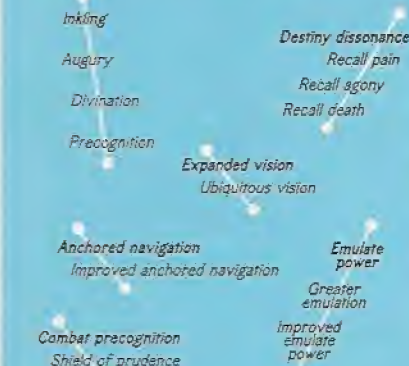 Inkling
Augury
Divination
Precognition
Destiny dissonance
Recall pain
Recall agony
Recall death
Expanded vision
Ubiquitous vision
Anchored navigation
Improved anchored navigation
Emulate
power
Greater
emulation
Improved
emulate
power
Combat precognition
Shield of prudence